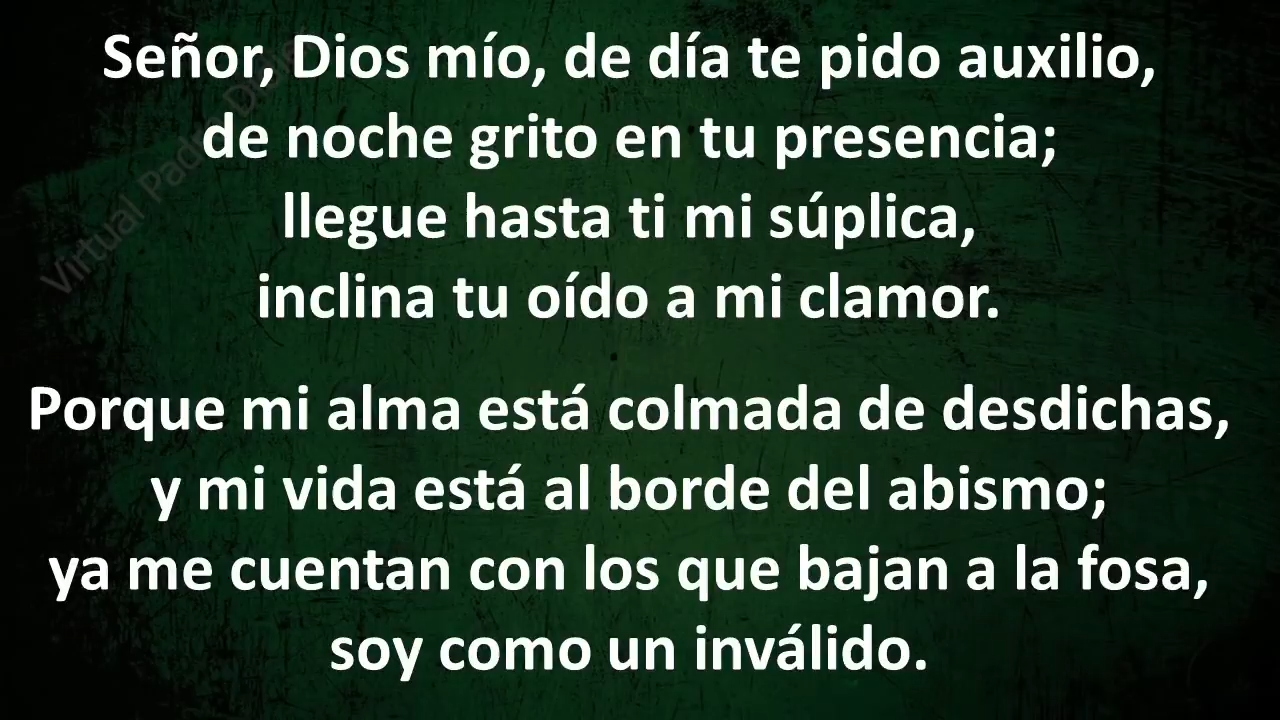 Señor, Dios mío, de día te pido auxilio,
de noche grito en tu presencia;
llegue hasta ti mi súplica,
inclina tu oído a mi clamor.
Porque mi alma está colmada de desdichas,
y mi vida está al borde del abismo;
ya me cuentan con los que bajan a la fosa,
soy como un inválido.
Virtual